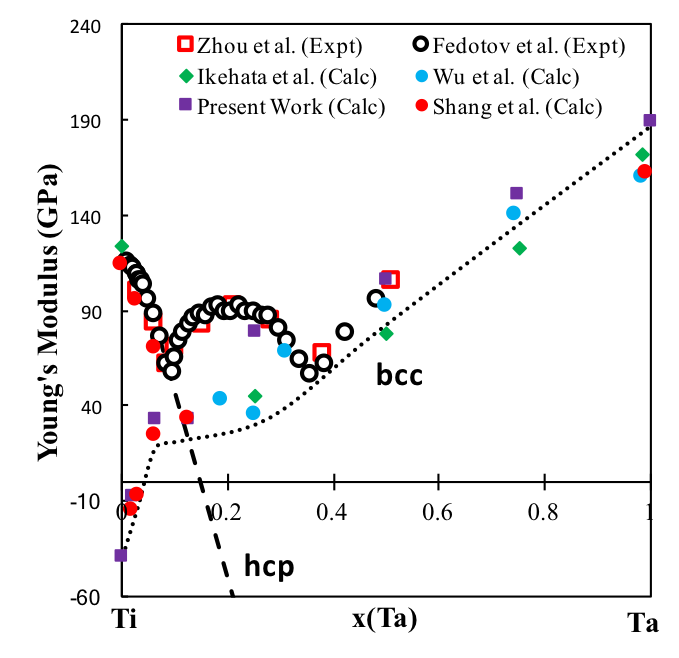 240
Zhou et al. (Expt) Fedotov et al. (Expt)
Ikehata et al. (Calc) Wu et al. (Calc)
Present Work (Calc) Shang et al. (Calc)
190
140
90
40
-10
-60
Young's Modulus (GPa)
bcc
hcp
0 0.2 0.4 0.6 0.8 1
Ti x(Ta) Ta